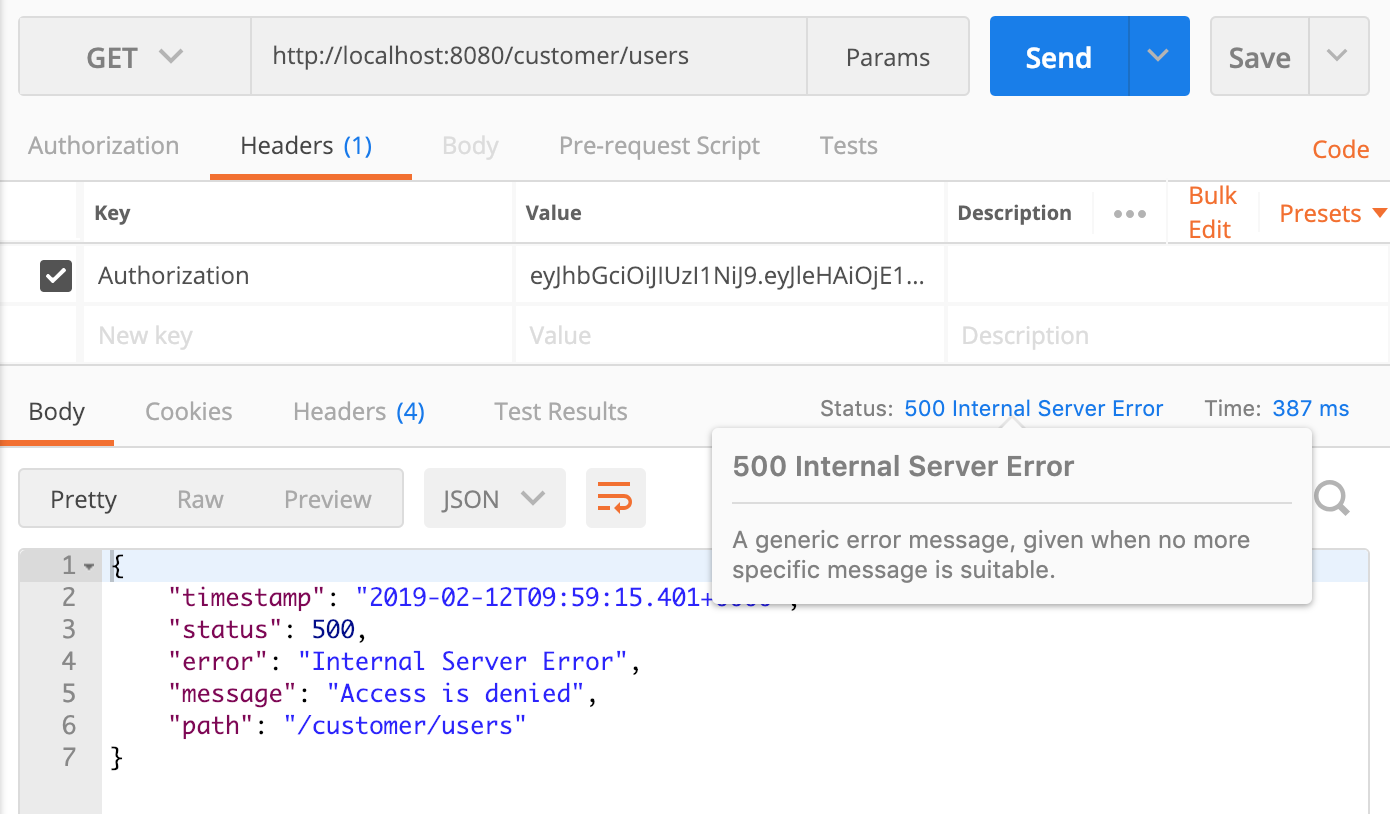 GET http://localhost:8080/customer/users Params Send Save
Authorization Headers (1) Body Pre-request Script Tests Code
Key Value Description ••• Bulk Edit Presets
Authorization eyJhbGciOiJIUzI1NiJ9.eyJleHAiOjE1...
New key Value Description
Body Cookies Headers (4) Test Results Status: 500 Internal Server Error Time: 387 ms
500 Internal Server Error
A generic error message, given when no more
specific message is suitable.
Pretty Raw Preview JSON
1 {
2 "timestamp": "2019-02-12T09:59:15.401+0000",
3 "status": 500,
4 "error": "Internal Server Error",
5 "message": "Access is denied",
6 "path": "/customer/users"
7 }